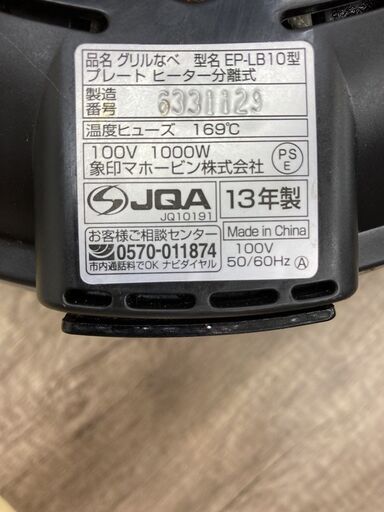 品名 グリルなべ 型名 EP-LB10型
プレート ヒーター分離式
製造
番号 6331129
温度ヒューズ 169℃
100V 1000W
象印マホービン株式会社
PS
E
JQA
JQ10191
13年製
お客様ご相談センター
0570-011874
市内通話料でOK ナビダイヤル
Made in China
100V
50/60Hz Ⓐ